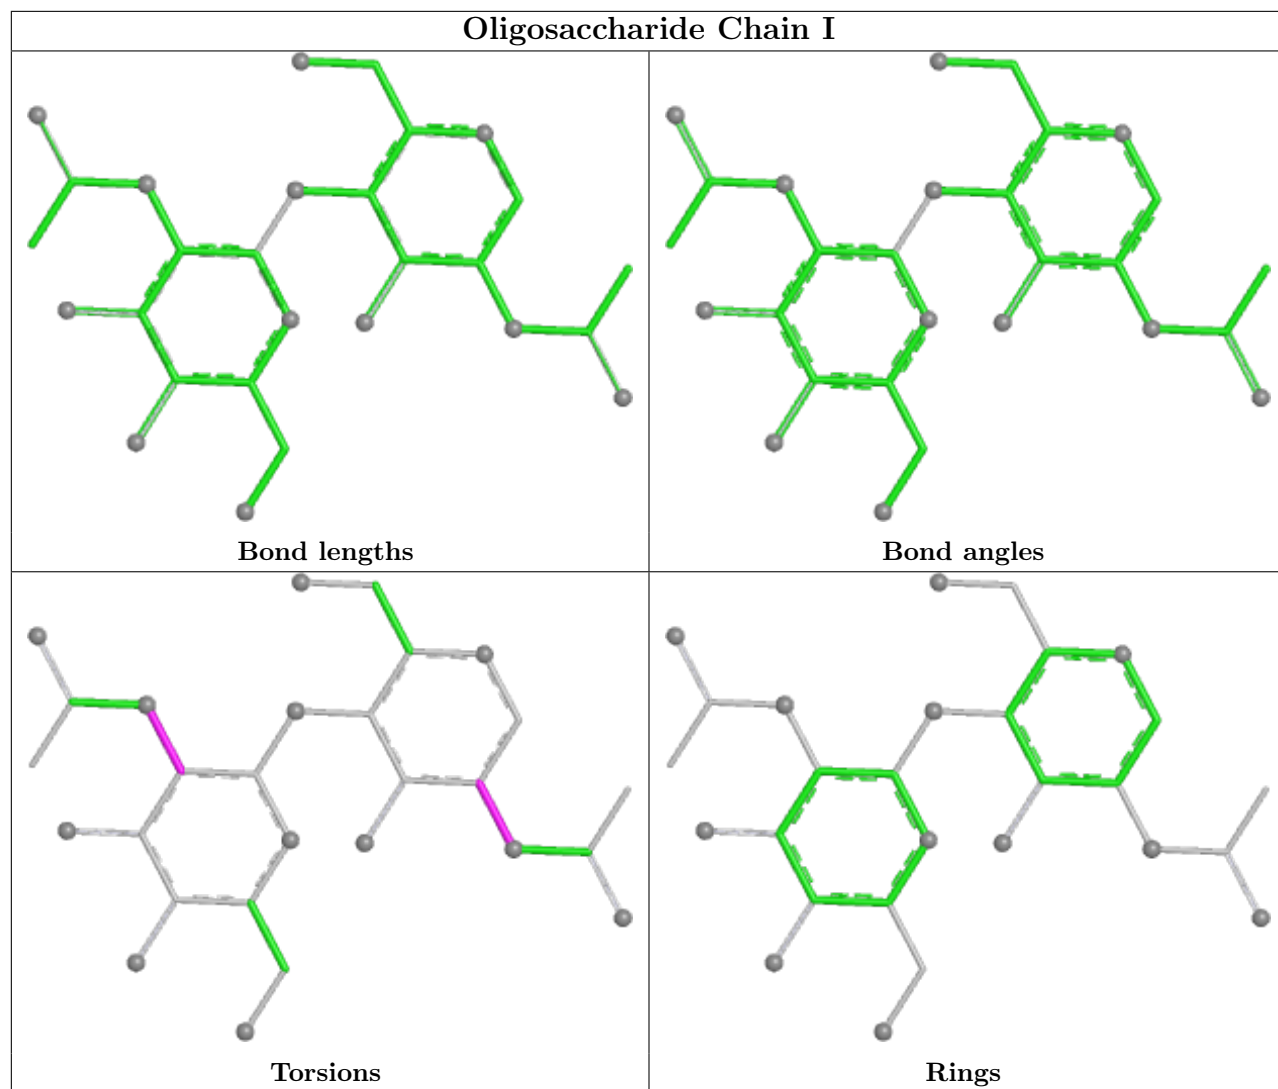 Oligosaccharide Chain I
Bond lengths
Bond angles
Torsions
Rings